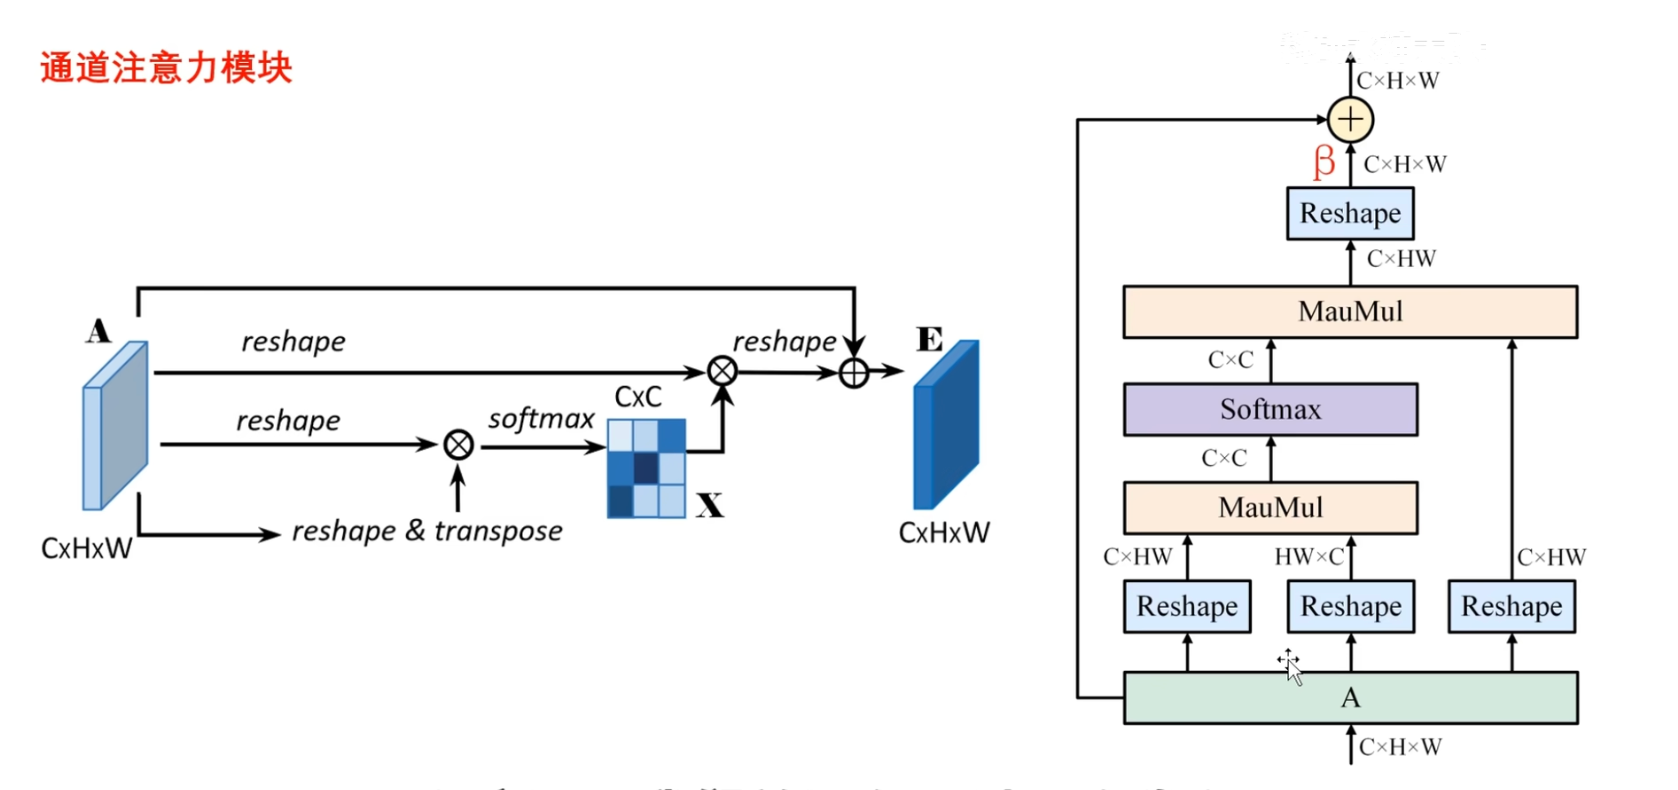 通道注意力模块
A
reshape
reshape
reshape
E
CxC
softmax
X
reshape & transpose
CxHxW
CxHxW
C×H×W
β
C×H×W
Reshape
C×HW
MauMul
C×C
Softmax
C×C
MauMul
C×HW
HW×C
C×HW
Reshape
Reshape
Reshape
A
C×H×W